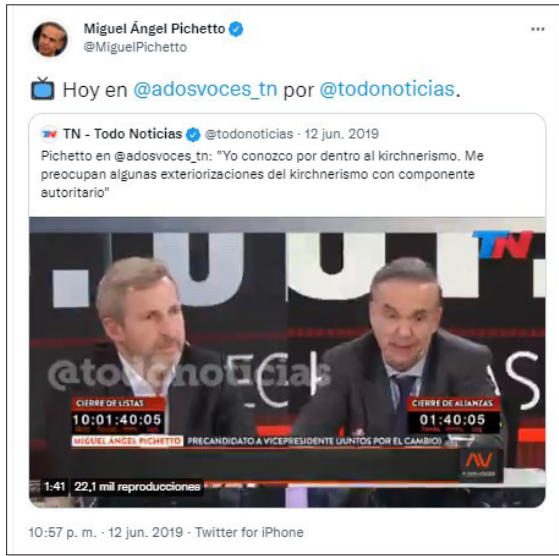 Miguel Ángel Pichetto
@MiguelPichetto
Hoy en @adosvoces_tn por @todonoticias.
TN - Todo Noticias @todonoticias · 12 jun. 2019
Pichetto en @adosvoces_tn: "Yo conozco por dentro al kirchnerismo. Me
preocupan algunas exteriorizaciones del kirchnerismo con componente
autoritario"
TN
@todonoticias
CIERRE DE LISTAS
10:01:40:05
CIERRE DE ALIANZAS
01:40:05
MIGUEL ÁNGEL PICHETTO PRECANDIDATO A VICEPRESIDENTE (JUNTOS POR EL CAMBIO)
1:41 22,1 mil reproducciones
10:57 p. m. · 12 jun. 2019 · Twitter for iPhone